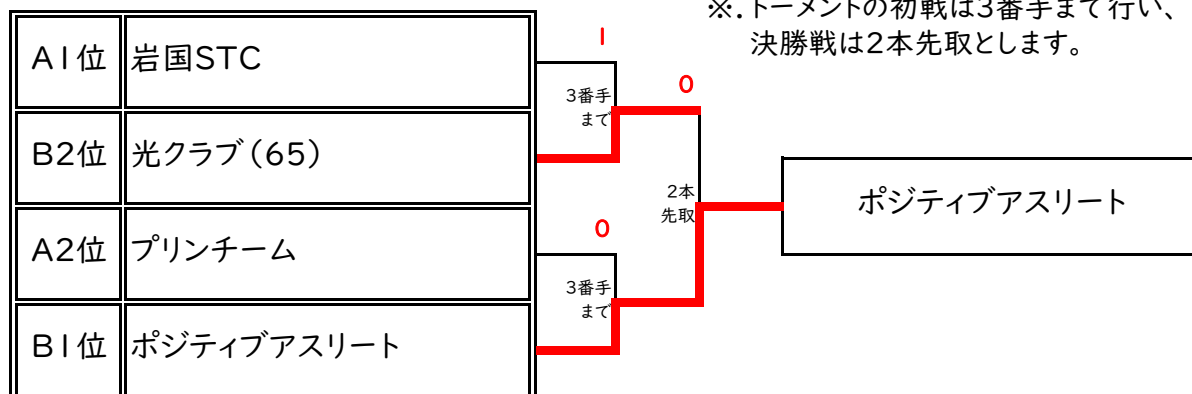 ※.トーメントの初戦は3番手まで行い、
決勝戦は2本先取とします。
A1位 岩国STC
1
3番手
まで
0
B2位 光クラブ(65)
2本
先取
ポジティブアスリート
A2位 プリンチーム
0
3番手
まで
B1位 ポジティブアスリート